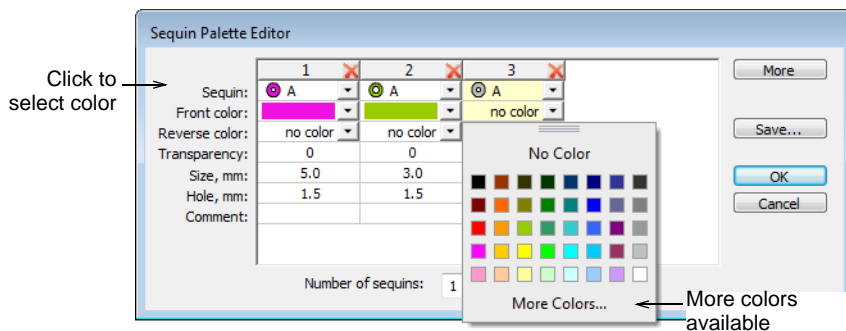 Sequin Palette Editor
Click to
select color
1 2 3 More
Sequin: A A A
Front color: no color
Reverse color: no color no color Save...
Transparency: 0 0 No Color
Size, mm: 5.0 3.0 OK
Hole, mm: 1.5 1.5 Cancel
Comment:
Number of sequins: 1
More Colors...
More colors
available